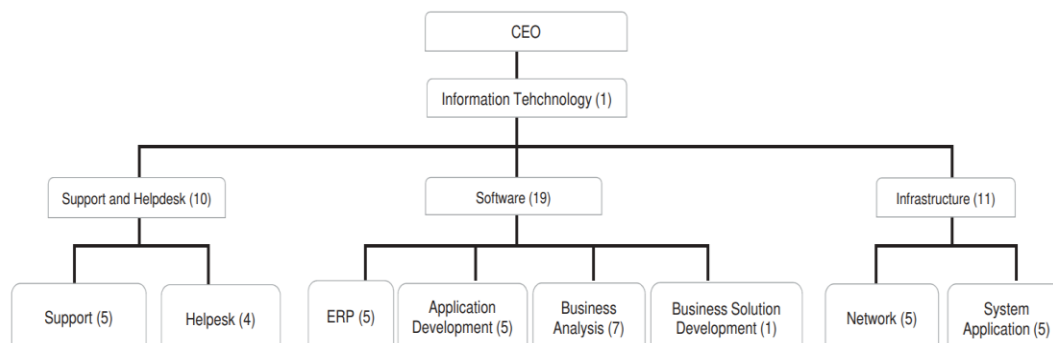 CEO
Information Tehchnology (1)
Support and Helpdesk (10)
Software (19)
Infrastructure (11)
Support (5)
Helpesk (4)
ERP (5)
Application
Development (5)
Business
Analysis (7)
Business Solution
Development (1)
Network (5)
System
Application (5)